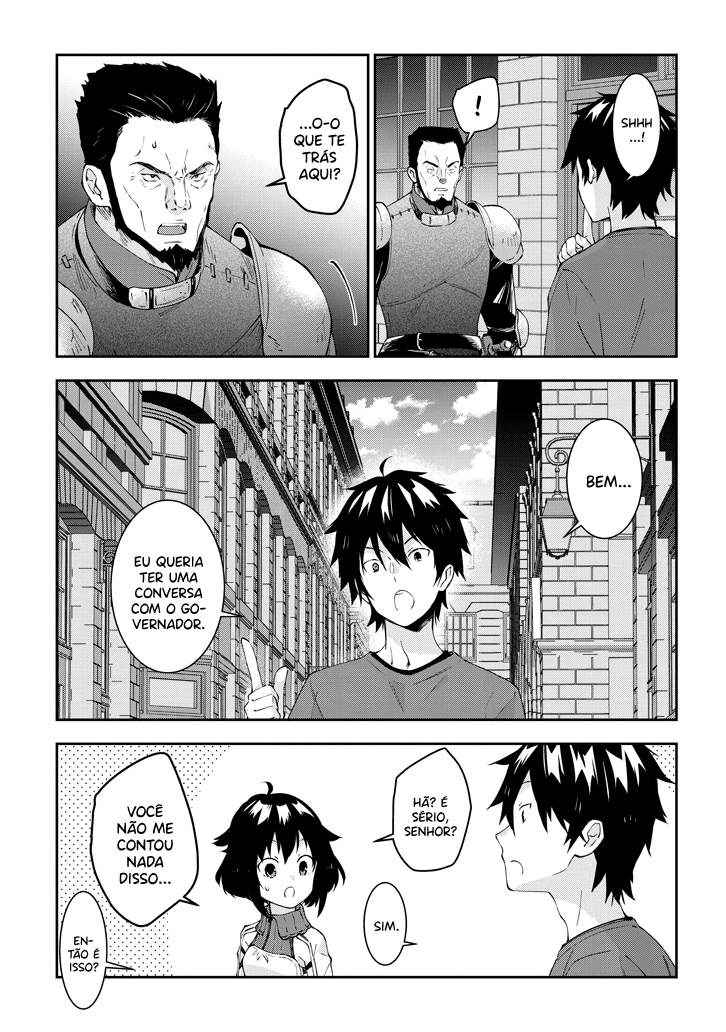 SHHH
...!
!
...O-O
QUE TE
TRÁS
AQUI?
BEM...
EU QUERIA
TER UMA
CONVERSA
COM O GO-
VERNADOR.
HÃ? É
SÉRIO,
SENHOR?
SIM.
VOCÊ
NÃO ME
CONTOU
NADA
DISSO...
EN-
TÃO É
ISSO?